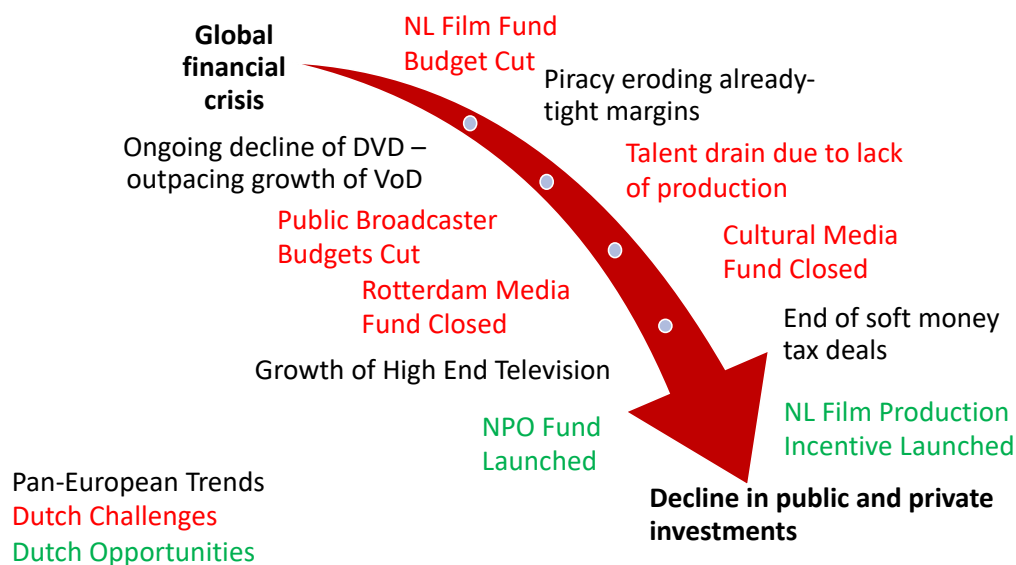 Global
financial
crisis
NL Film Fund
Budget Cut
Piracy eroding already-
tight margins
Ongoing decline of DVD –
outpacing growth of VoD
Talent drain due to lack
of production
Public Broadcaster
Budgets Cut
Cultural Media
Fund Closed
Rotterdam Media
Fund Closed
End of soft money
tax deals
Growth of High End Television
NPO Fund
Launched
NL Film Production
Incentive Launched
Decline in public and private
investments
Pan-European Trends
Dutch Challenges
Dutch Opportunities